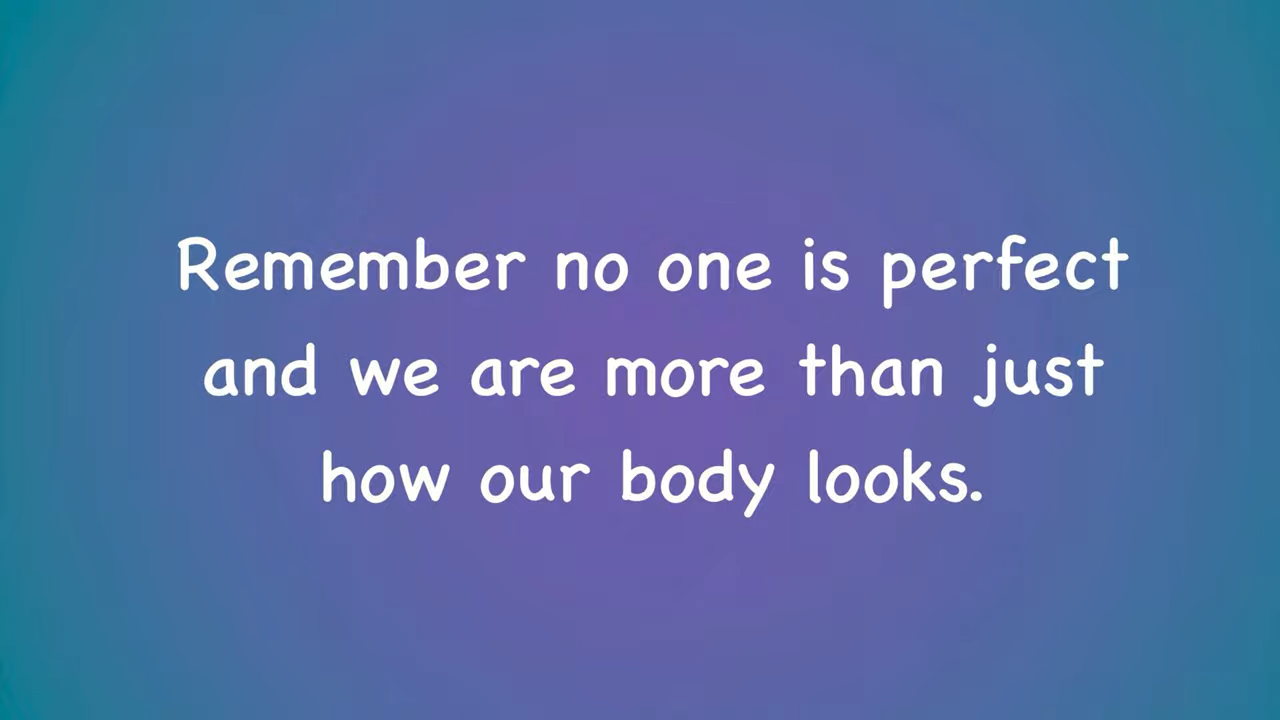 Remember no one is perfect
and we are more than just
how our body looks.